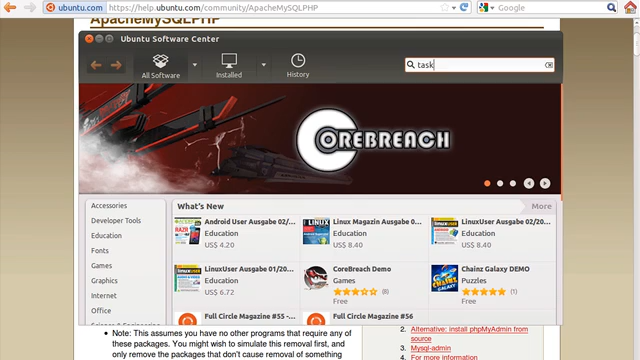 ubuntu.com
https://help.ubuntu.com/community/ApacheMySQLPHP
Google
ApacheMySQLPHP
Ubuntu Software Center
All Software
Installed
History
task
COREBREACH
Accessories
Developer Tools
Education
Fonts
Games
Graphics
Internet
Office
What's New
More
Android User Ausgabe 02/...
Education
US$ 4.20
Linux Magazin Ausgabe 0...
Education
US$ 8.40
LinuxUser Ausgabe 02/20...
Education
US$ 8.40
LinuxUser Ausgabe 01/20...
Education
US$ 6.72
CoreBreach Demo
Games
(8)
Free
Chainz Galaxy DEMO
Puzzles
(1)
Free
Full Circle Magazine #55 -...
Full Circle Magazine #56
Note: This assumes you have no other programs that require any of
these packages. You might wish to simulate this removal first, and
only remove the packages that don't cause removal of something
2. Alternative: install phpMyAdmin from
source
3. Mysql-admin
4. For more information